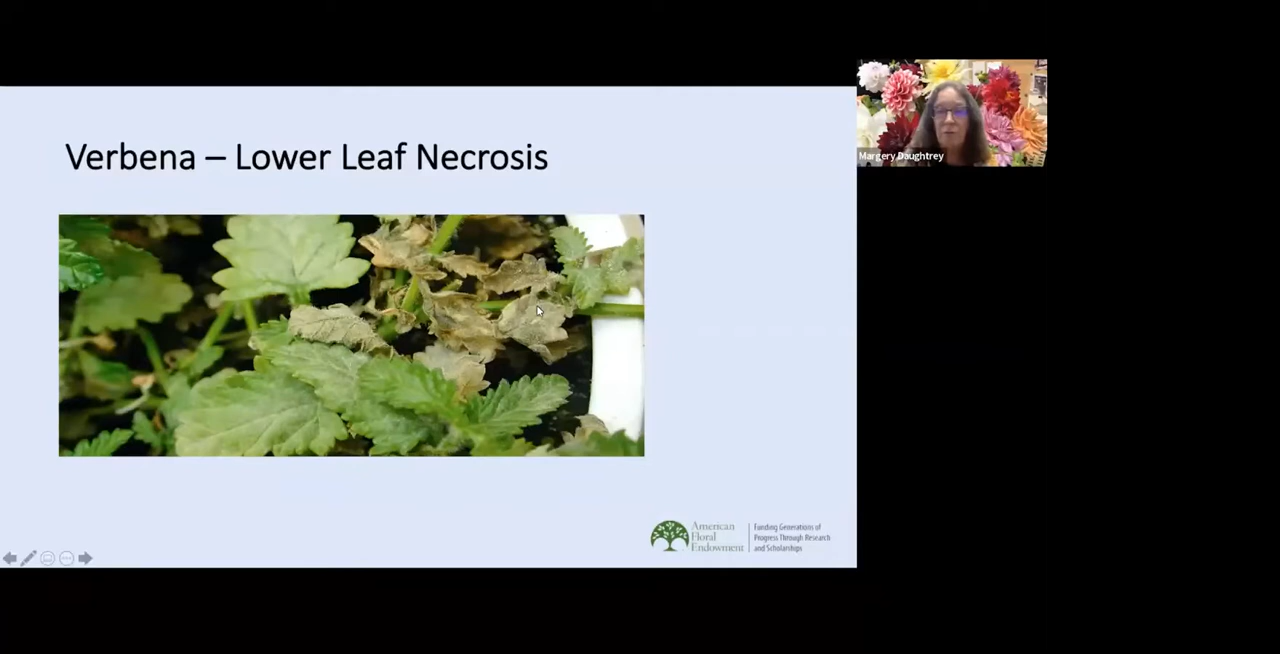 Verbena – Lower Leaf Necrosis
Margery Daughtrey
American
Floral
Endowment
Funding Generations of
Progress Through Research
and Scholarships